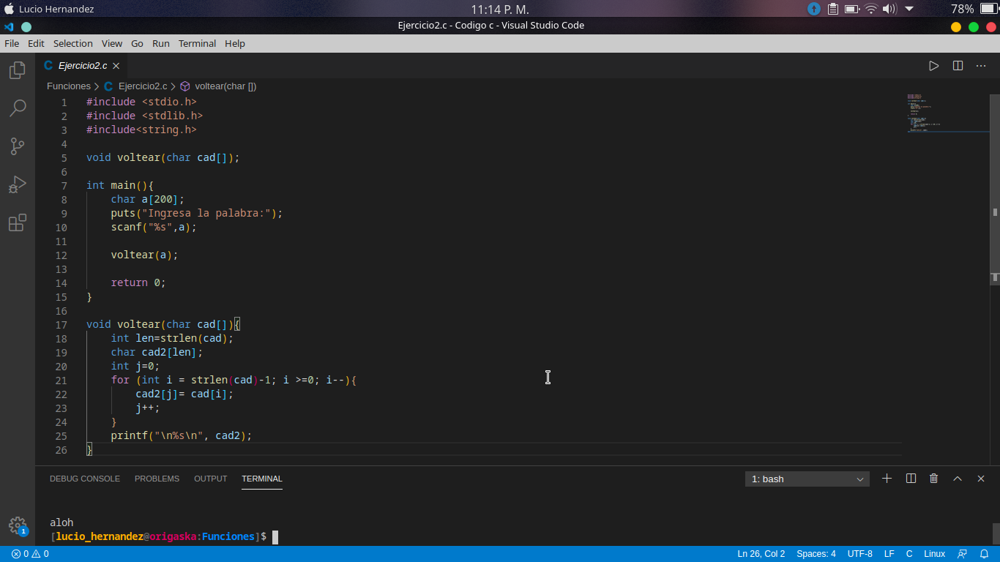 Lucio Hernandez 11:14 P. M. 78%
Ejercicio2.c - Codigo c - Visual Studio Code
File Edit Selection View Go Run Terminal Help
C Ejercicio2.c
Funciones > C Ejercicio2.c > voltear(char [])
1 #include <stdio.h>
2 #include <stdlib.h>
3 #include<string.h>
4
5 void voltear(char cad[]);
6
7 int main(){
8     char a[200];
9     puts("Ingresa la palabra:");
10     scanf("%s",a);
11
12     voltear(a);
13
14     return 0;
15 }
16
17 void voltear(char cad[]){
18     int len=strlen(cad);
19     char cad2[len];
20     int j=0;
21     for (int i = strlen(cad)-1; i >=0; i--){
22         cad2[j]= cad[i];
23         j++;
24     }
25     printf("\n%s\n", cad2);
26 }
DEBUG CONSOLE PROBLEMS OUTPUT TERMINAL 1: bash
aloh
[lucio_hernandez@origaska:Funciones]$
1
0 0 Ln 26, Col 2 Spaces: 4 UTF-8 LF C Linux